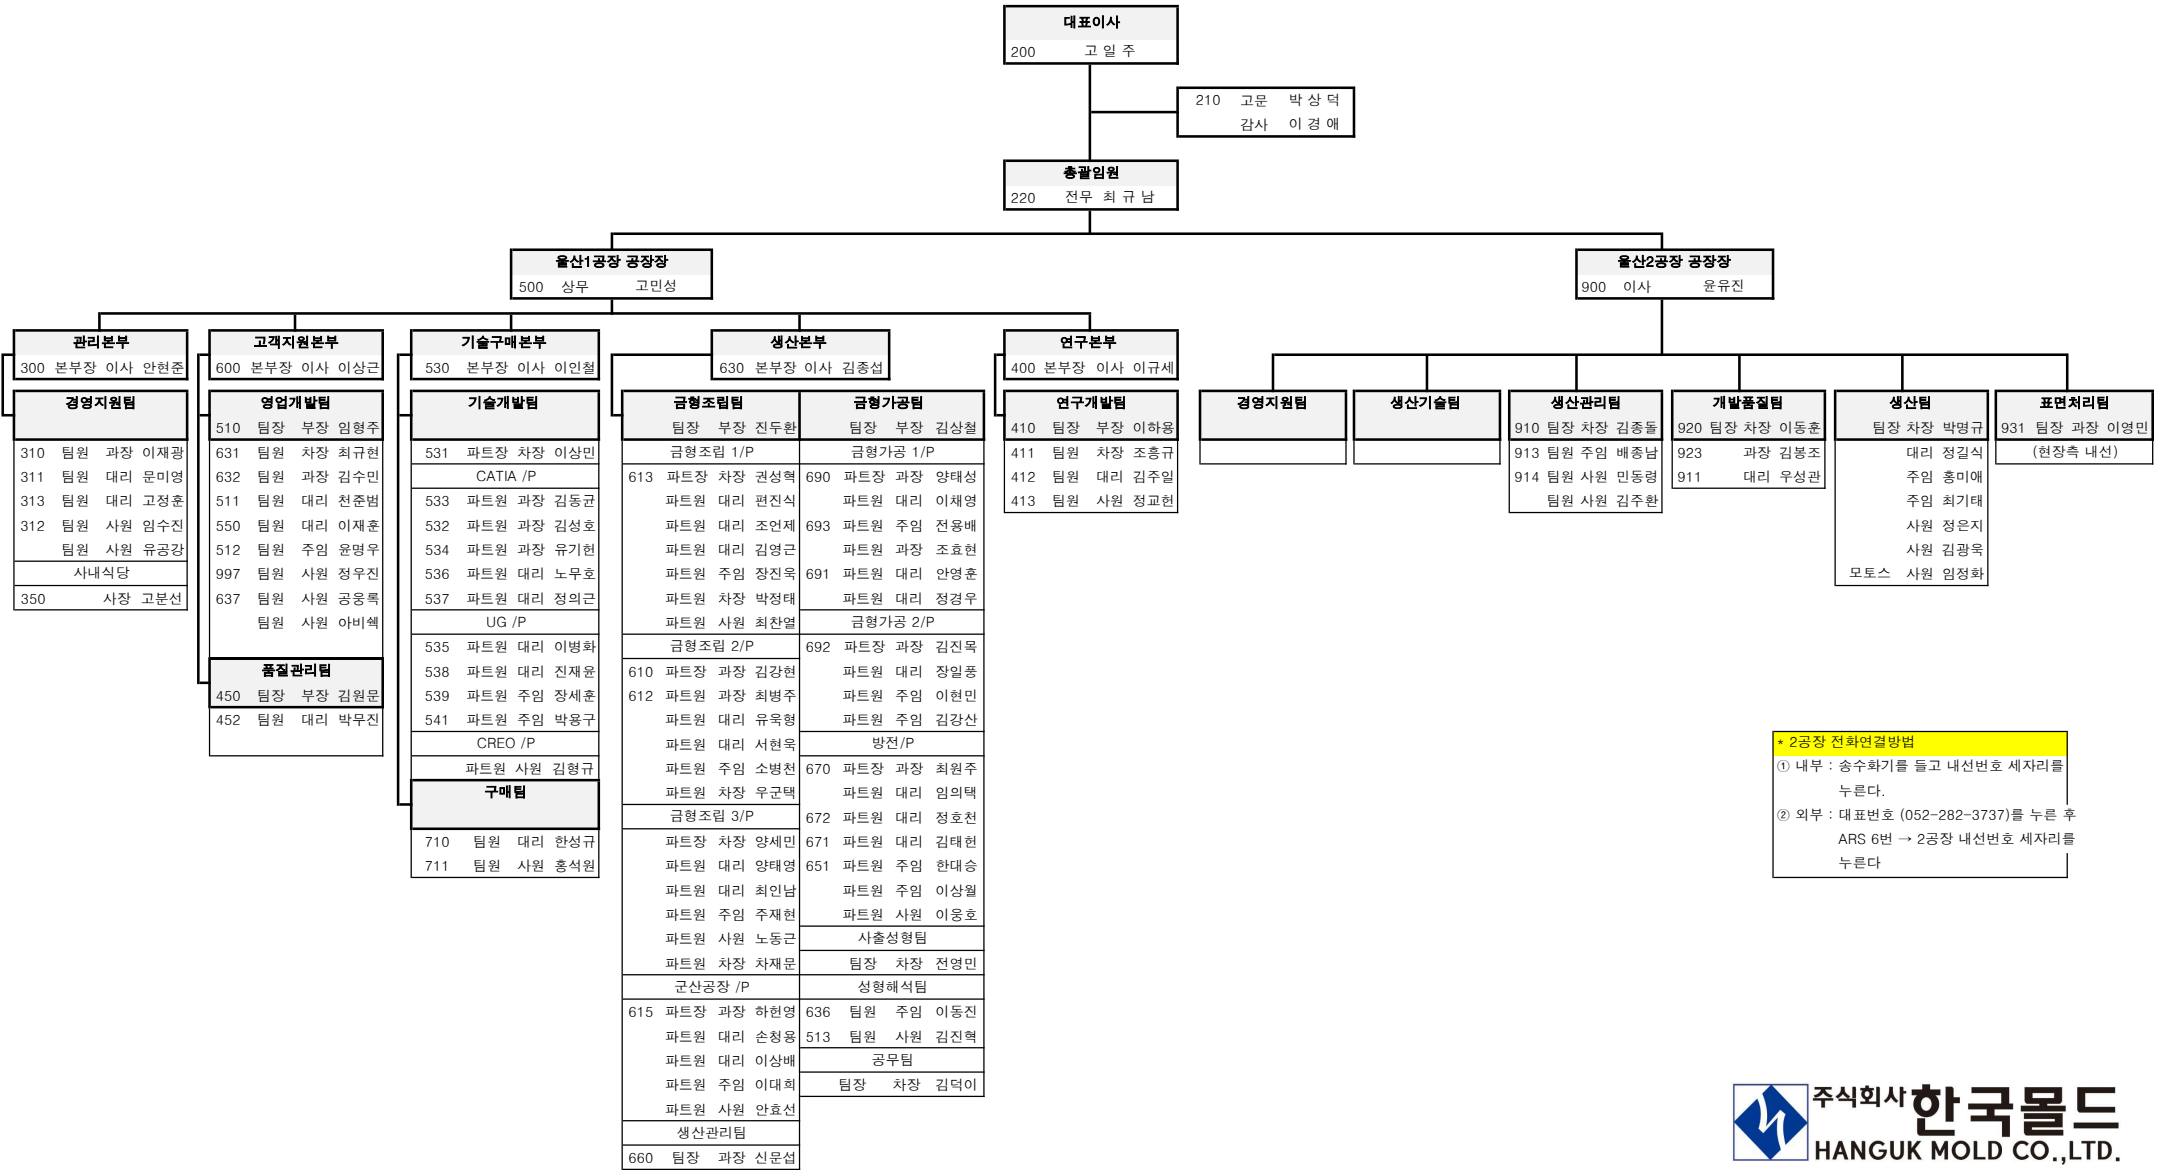 대표이사
200 고 일 주
210 고문 박 상 덕
감사 이 경 애
총괄임원
220 전무 최 규 남
울산1공장 공장장
500 상무 고민성
울산2공장 공장장
900 이사 윤유진
관리본부
300 본부장 이사 안현준
경영지원팀
310 팀원 과장 이재광
311 팀원 대리 문미영
313 팀원 대리 고정훈
312 팀원 사원 임수진
팀원 사원 유공강
사내식당
350 사장 고분선
고객지원본부
600 본부장 이사 이상근
영업개발팀
510 팀장 부장 임형주
631 팀원 차장 최규현
632 팀원 과장 김수민
511 팀원 대리 천준범
550 팀원 대리 이재훈
512 팀원 주임 윤명우
997 팀원 사원 정우진
637 팀원 사원 공웅록
팀원 사원 아비쉑
품질관리팀
450 팀장 부장 김원문
452 팀원 대리 박무진
기술구매본부
530 본부장 이사 이인철
기술개발팀
531 파트장 차장 이상민
CATIA /P
533 파트원 과장 김동균
532 파트원 과장 김성호
534 파트원 과장 유기헌
536 파트원 대리 노무호
537 파트원 대리 정의근
UG /P
535 파트원 대리 이병화
538 파트원 대리 진재윤
539 파트원 주임 장세훈
541 파트원 주임 박용구
CREO /P
파트원 사원 김형규
구매팀
710 팀원 대리 한성규
711 팀원 사원 홍석원
생산본부
630 본부장 이사 김종섭
금형조립팀
팀장 부장 진두환
금형조립 1/P
613 파트장 차장 권성혁
파트원 대리 편진식
파트원 대리 조언제
파트원 대리 김영근
파트원 주임 장진욱
파트원 차장 박정태
파트원 사원 최찬열
금형조립 2/P
610 파트장 과장 김강현
612 파트원 과장 최병주
파트원 대리 유욱형
파트원 대리 서현욱
파트원 주임 소병천
파트원 차장 우군택
금형조립 3/P
파트장 차장 양세민
파트원 대리 양태영
파트원 대리 최인남
파트원 주임 주재현
파트원 사원 노동근
파트원 차장 차재문
군산공장 /P
615 파트장 과장 하헌영
파트원 대리 손청용
파트원 대리 이상배
파트원 주임 이대희
파트원 사원 안효선
생산관리팀
660 팀장 과장 신문섭
금형가공팀
팀장 부장 김상철
금형가공 1/P
690 파트장 과장 양태성
파트원 대리 이채영
693 파트원 주임 전용배
파트원 과장 조효현
691 파트원 대리 안영훈
파트원 대리 정경우
금형가공 2/P
692 파트장 과장 김진목
파트원 대리 장일풍
파트원 주임 이현민
파트원 주임 김강산
방전/P
670 파트장 과장 최원주
파트원 대리 임의택
672 파트원 대리 정호천
671 파트원 대리 김태헌
651 파트원 주임 한대승
파트원 주임 이상월
파트원 사원 이웅호
사출성형팀
팀장 차장 전영민
성형해석팀
636 팀원 주임 이동진
513 팀원 사원 김진혁
공무팀
팀장 차장 김덕이
연구본부
400 본부장 이사 이규세
연구개발팀
410 팀장 부장 이하용
411 팀원 차장 조흥규
412 팀원 대리 김주일
413 팀원 사원 정교헌
경영지원팀
생산기술팀
생산관리팀
910 팀장 차장 김종돌
913 팀원 주임 배종남
914 팀원 사원 민동령
팀원 사원 김주환
개발품질팀
920 팀장 차장 이동훈
923 과장 김봉조
911 대리 우성관
생산팀
팀장 차장 박명규
대리 정길식
주임 홍미애
주임 최기태
사원 정은지
사원 김광욱
모토스 사원 임정화
표면처리팀
931 팀장 과장 이영민
(현장측 내선)
* 2공장 전화연결방법
① 내부 : 송수화기를 들고 내선번호 세자리를
누른다.
② 외부 : 대표번호 (052-282-3737)를 누른 후
ARS 6번 → 2공장 내선번호 세자리를
누른다
주식회사 한국몰드
HANGUK MOLD CO.,LTD.